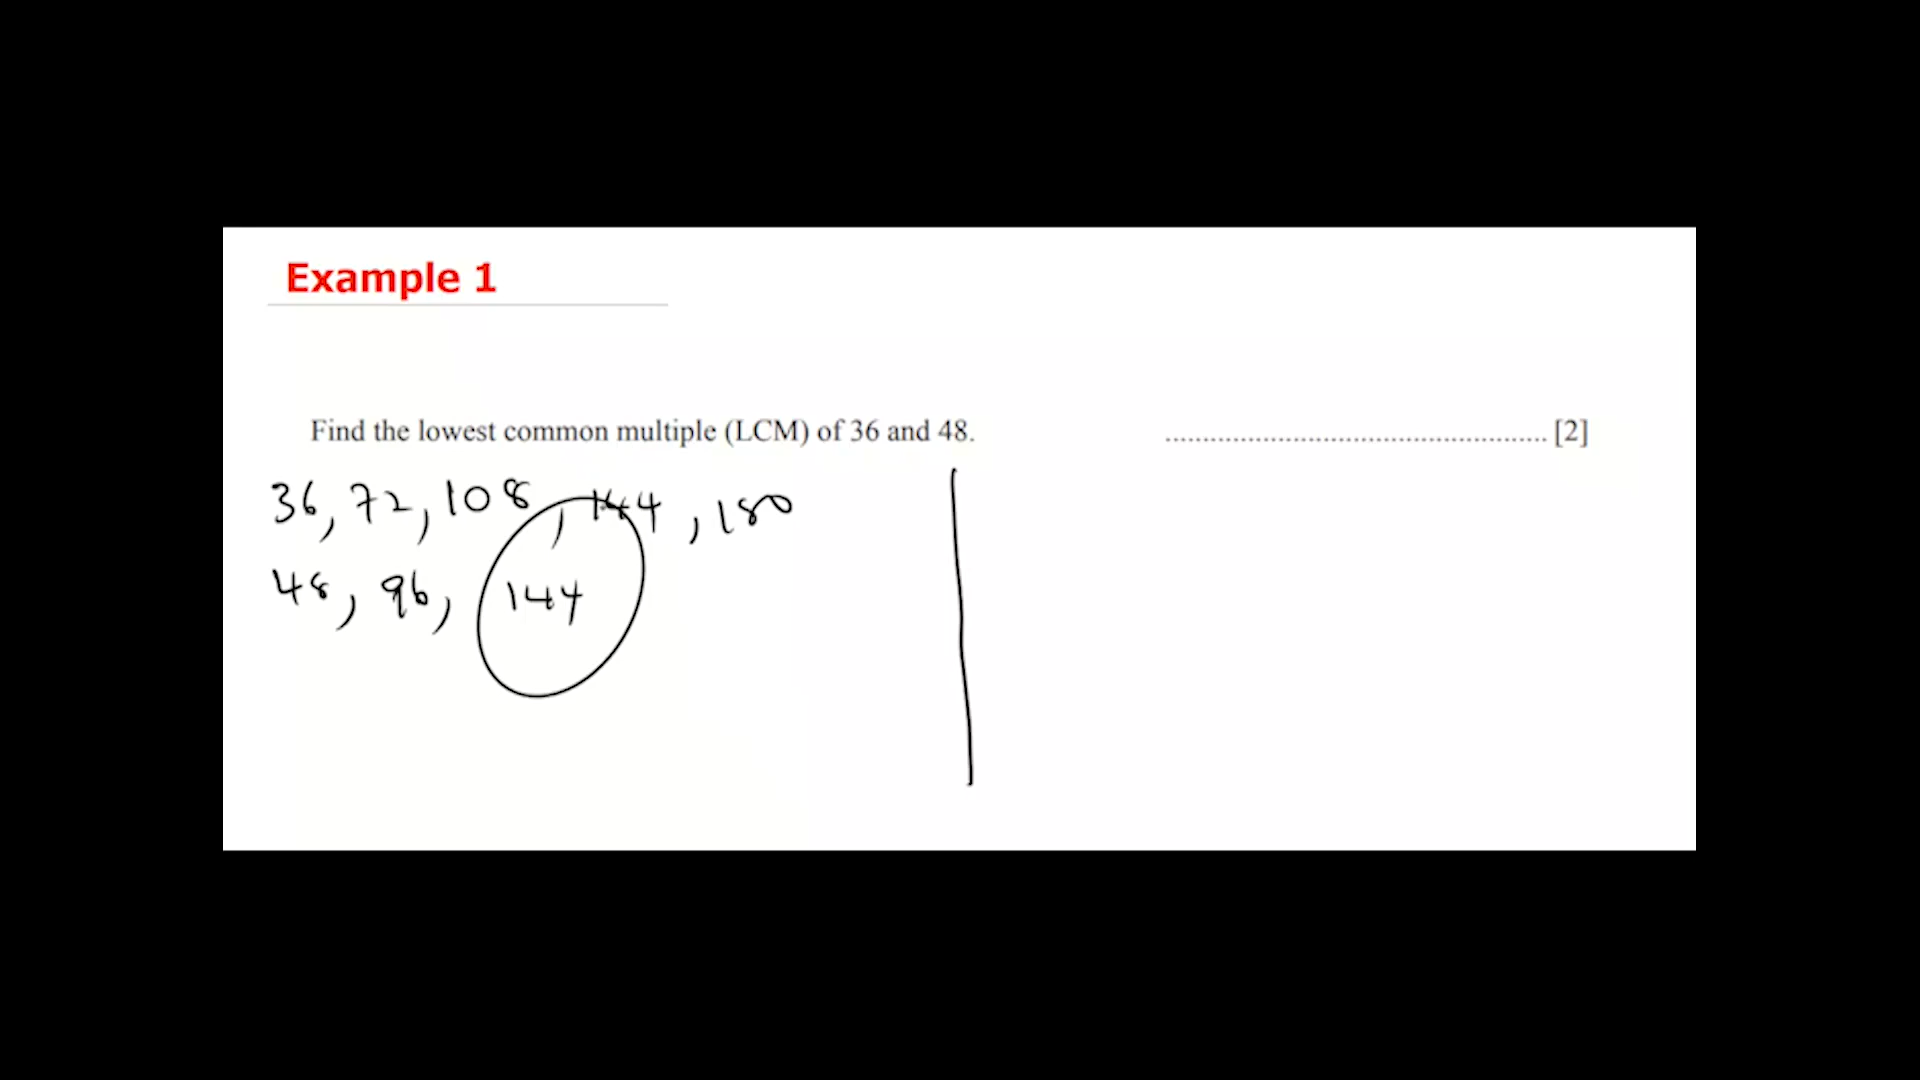 Example 1
Find the lowest common multiple (LCM) of 36 and 48. ................................................... [2]
36, 72, 108, 144, 180
48, 96, 144